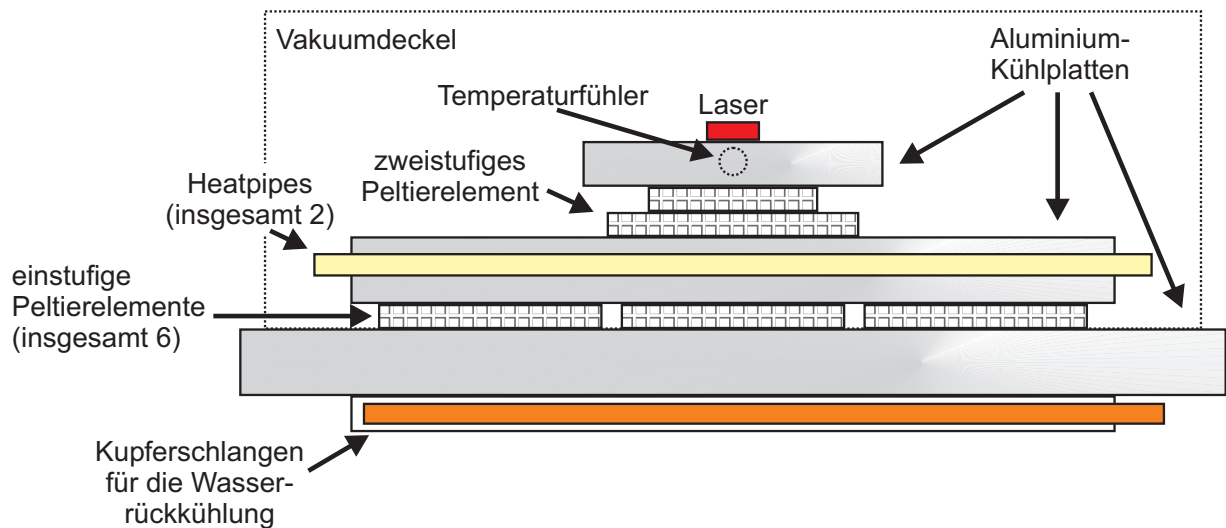 Vakuumdeckel
Aluminium-
Kühlplatten
Temperaturfühler
Laser
zweistufiges
Peltierelement
Heatpipes
(insgesamt 2)
einstufige
Peltierelemente
(insgesamt 6)
Kupferschlangen
für die Wasser-
rückkühlung